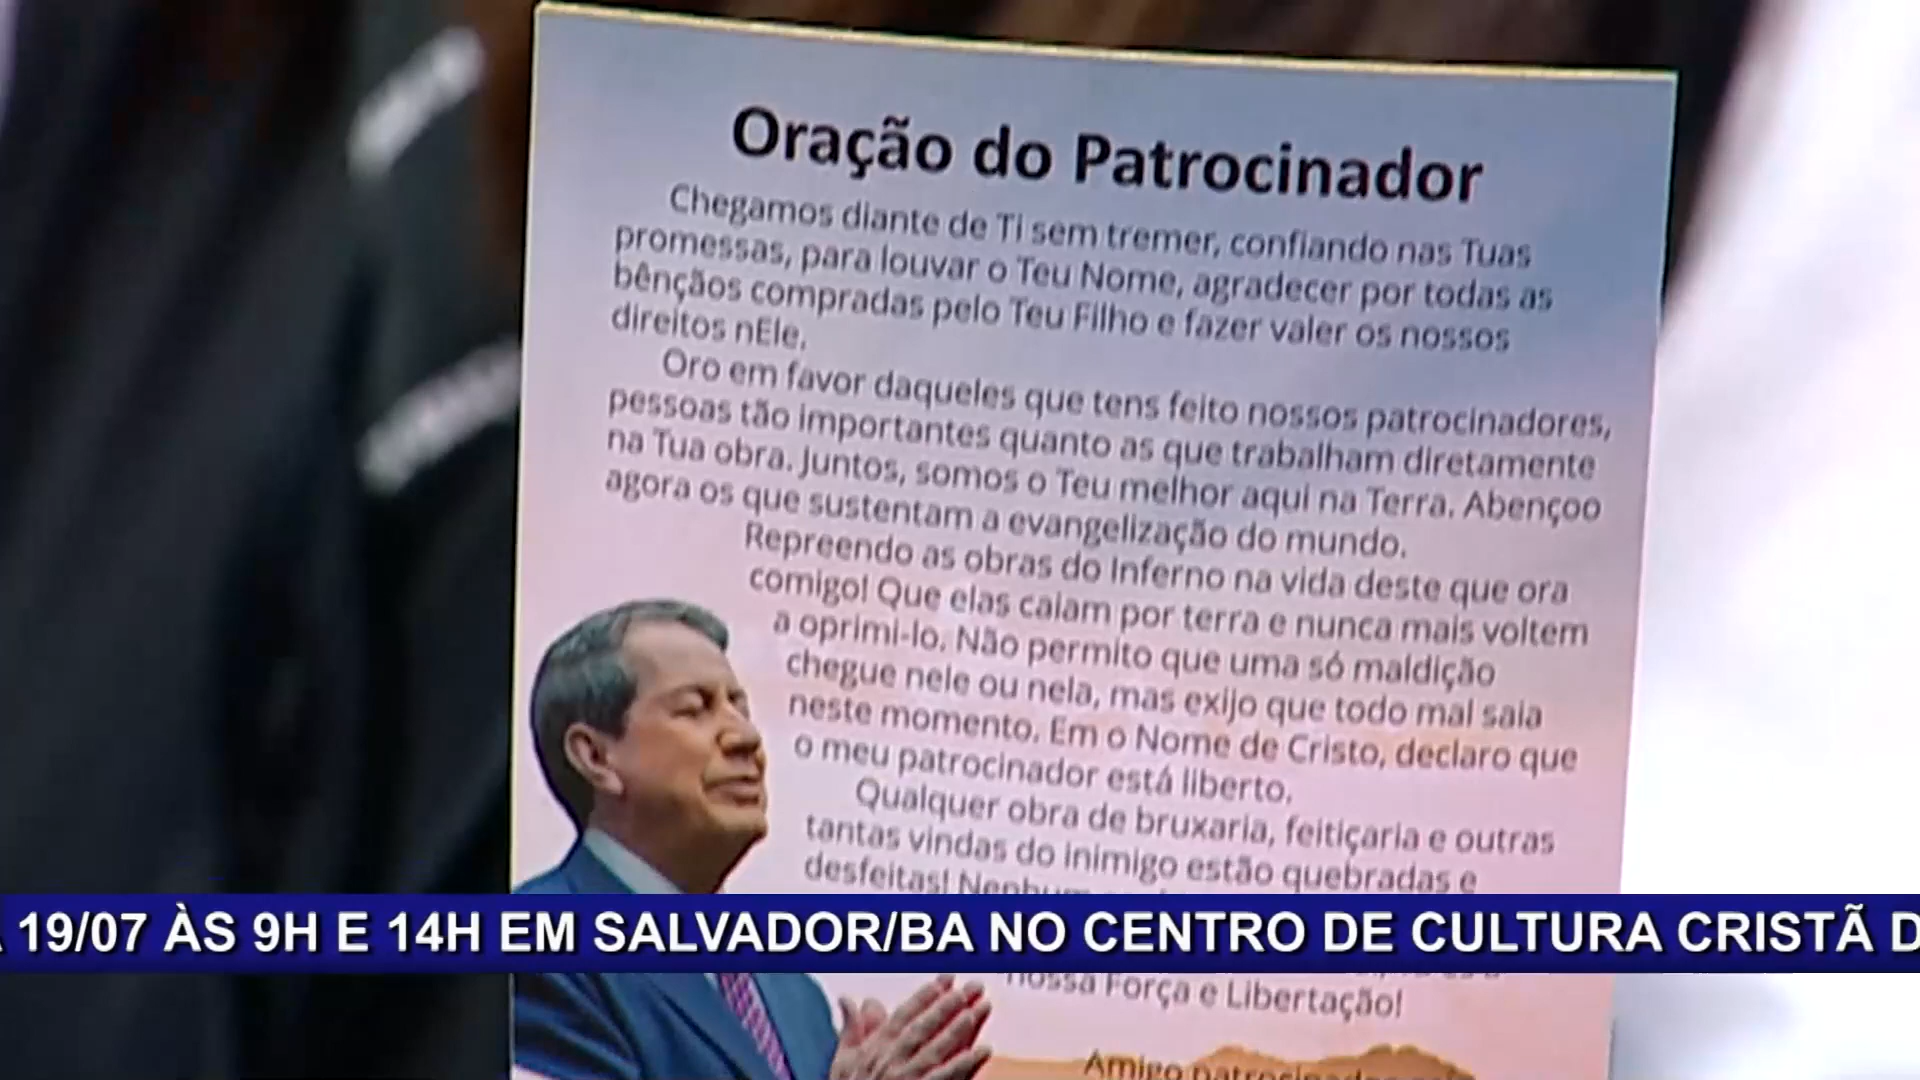 Oração do Patrocinador
Chegamos diante de Ti sem tremer, confiando nas Tuas
promessas, para louvar o Teu Nome, agradecer por todas as
bênçãos compradas pelo Teu Filho e fazer valer os nossos
direitos nEle.
Oro em favor daqueles que tens feito nossos patrocinadores,
pessoas tão importantes quanto as que trabalham diretamente
na Tua obra. Juntos, somos o Teu melhor aqui na Terra. Abençoo
agora os que sustentam a evangelização do mundo.
Repreendo as obras do Inferno na vida deste que ora
comigo! Que elas caiam por terra e nunca mais voltem
a oprimi-lo. Não permito que uma só maldição
chegue nele ou nela, mas exijo que todo mal saia
neste momento. Em o Nome de Cristo, declaro que
o meu patrocinador está liberto.
Qualquer obra de bruxaria, feitiçaria e outras
tantas vindas do inimigo estão quebradas e
desfeitas! Nenhum
19/07 ÀS 9H E 14H EM SALVADOR/BA NO CENTRO DE CULTURA CRISTÃ D
nossa Força e Libertação!
Amigo